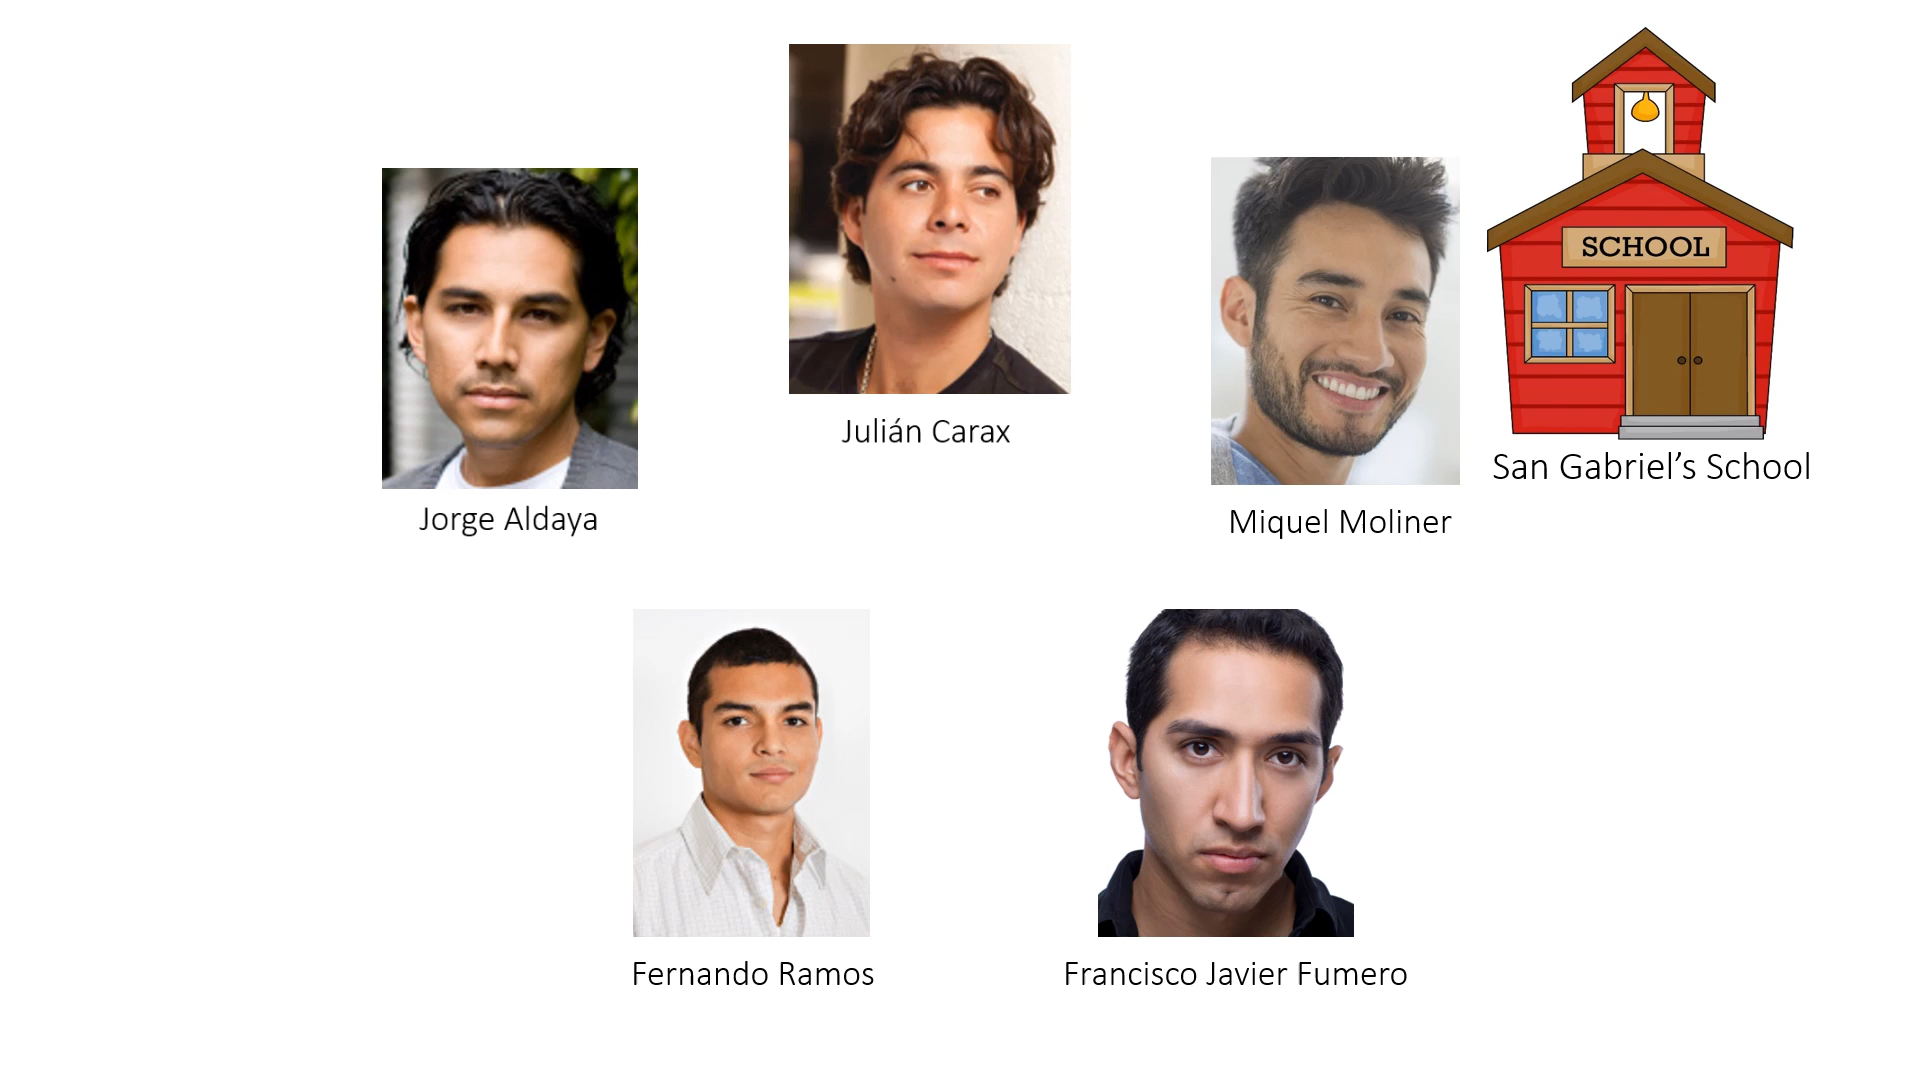 SCHOOL
Julián Carax
San Gabriel’s School
Jorge Aldaya
Miquel Moliner
Fernando Ramos
Francisco Javier Fumero